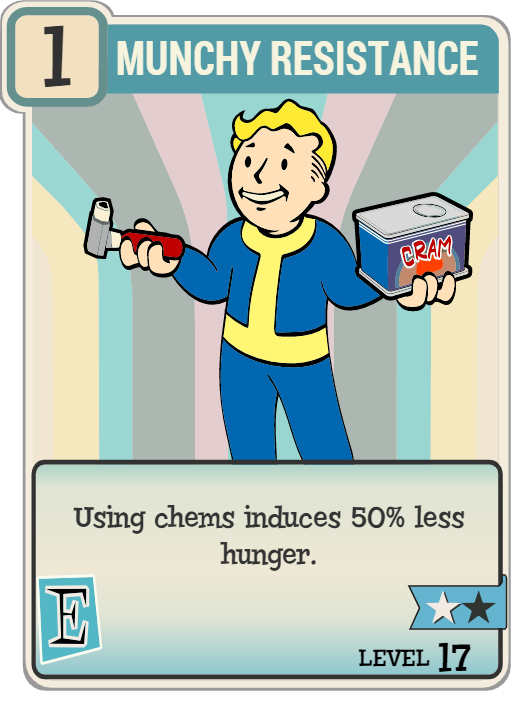 1
MUNCHY RESISTANCE
CRAM
Using chems induces 50% less
hunger.
E
LEVEL 17